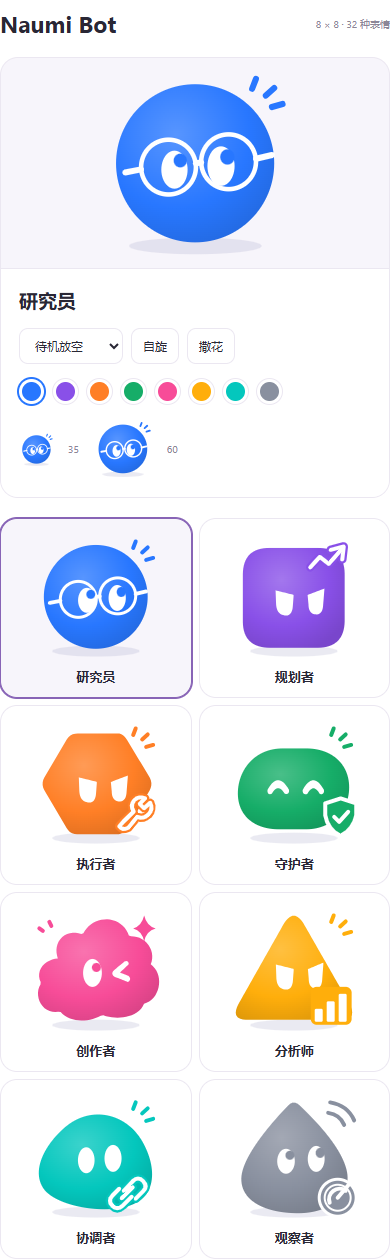 Naumi Bot
8 × 8 · 32 种表情
研究员
待机放空
自旋
撒花
35
60
研究员
规划者
执行者
守护者
创作者
分析师
协调者
观察者